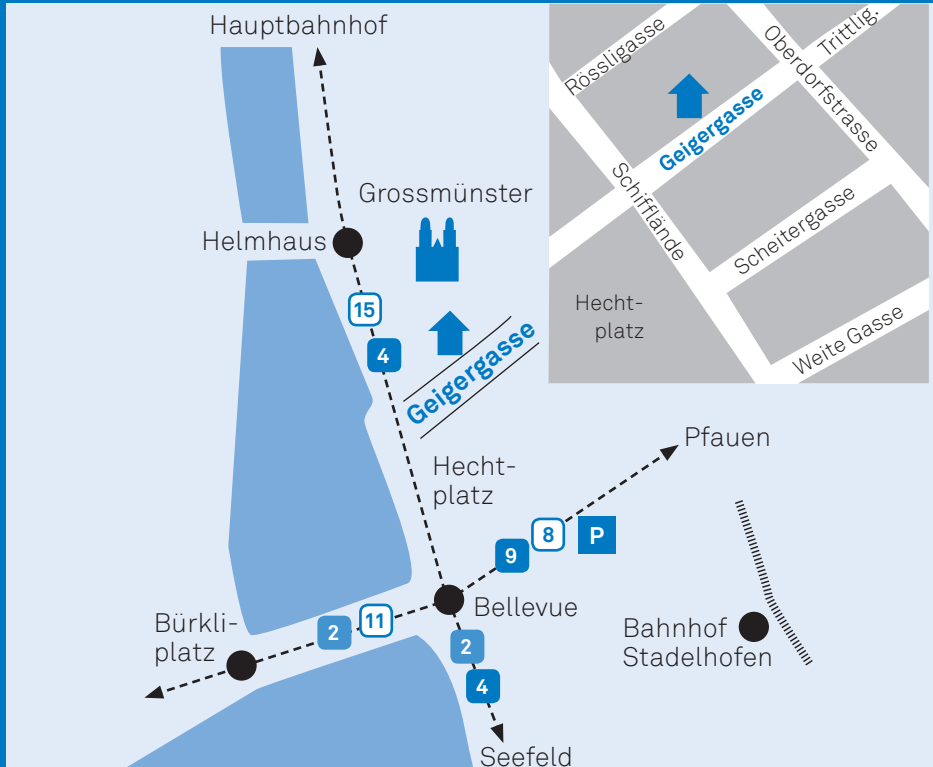 Hauptbahnhof
Grossmünster
Helmhaus
15
4
Geigergasse
Hecht-
platz
Pfauen
8
P
9
Bellevue
Bürkli-
platz
2
11
2
4
Seefeld
Bahnhof
Stadelhofen
Rössligasse
Oberdorfstrasse
Trittlig.
Geigergasse
Schifflände
Scheitergasse
Hecht-
platz
Weite Gasse